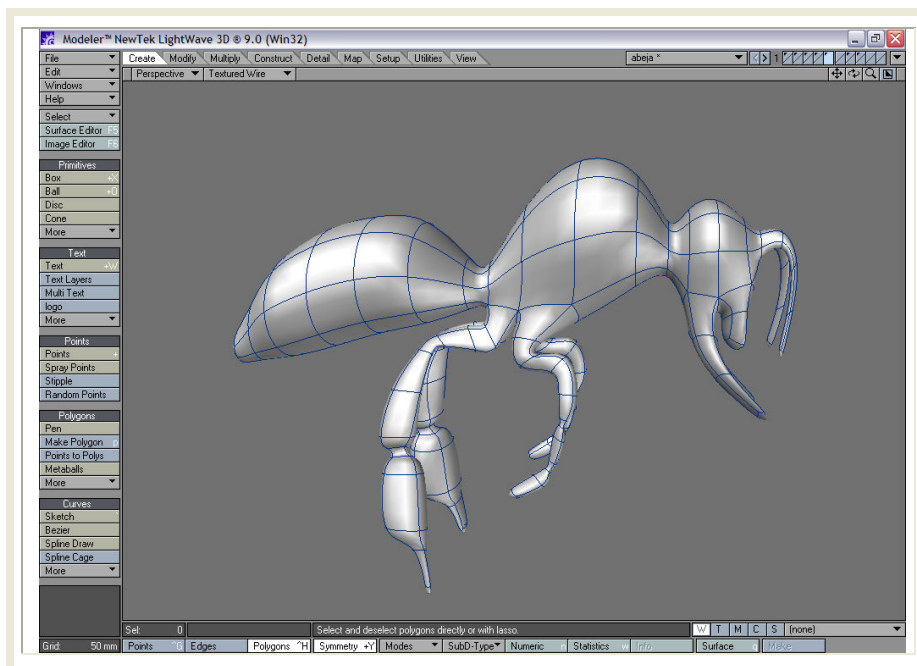 Modeler™ NewTek LightWave 3D ® 9.0 (Win32)
File Create Modify Multiply Construct Detail Map Setup Utilities View abeja * 1
Edit Perspective Textured Wire
Windows
Help
Select
Surface Editor F5
Image Editor F6
Primitives
Box +X
Ball +O
Disc
Cone
More
Text
Text +W
Text Layers
Multi Text
logo
More
Points
Points +
Spray Points
Stipple
Random Points
Polygons
Pen
Make Polygon p
Points to Polys
Metaballs
More
Curves
Sketch
Bezier
Spline Draw
Spline Cage
More
Sel: 0 Select and deselect polygons directly or with lasso. W T M C S (none)
Grid: 50 mm Points ^G Edges Polygons ^H Symmetry +Y Modes SubD-Type Numeric n Statistics w Info Surface q Make